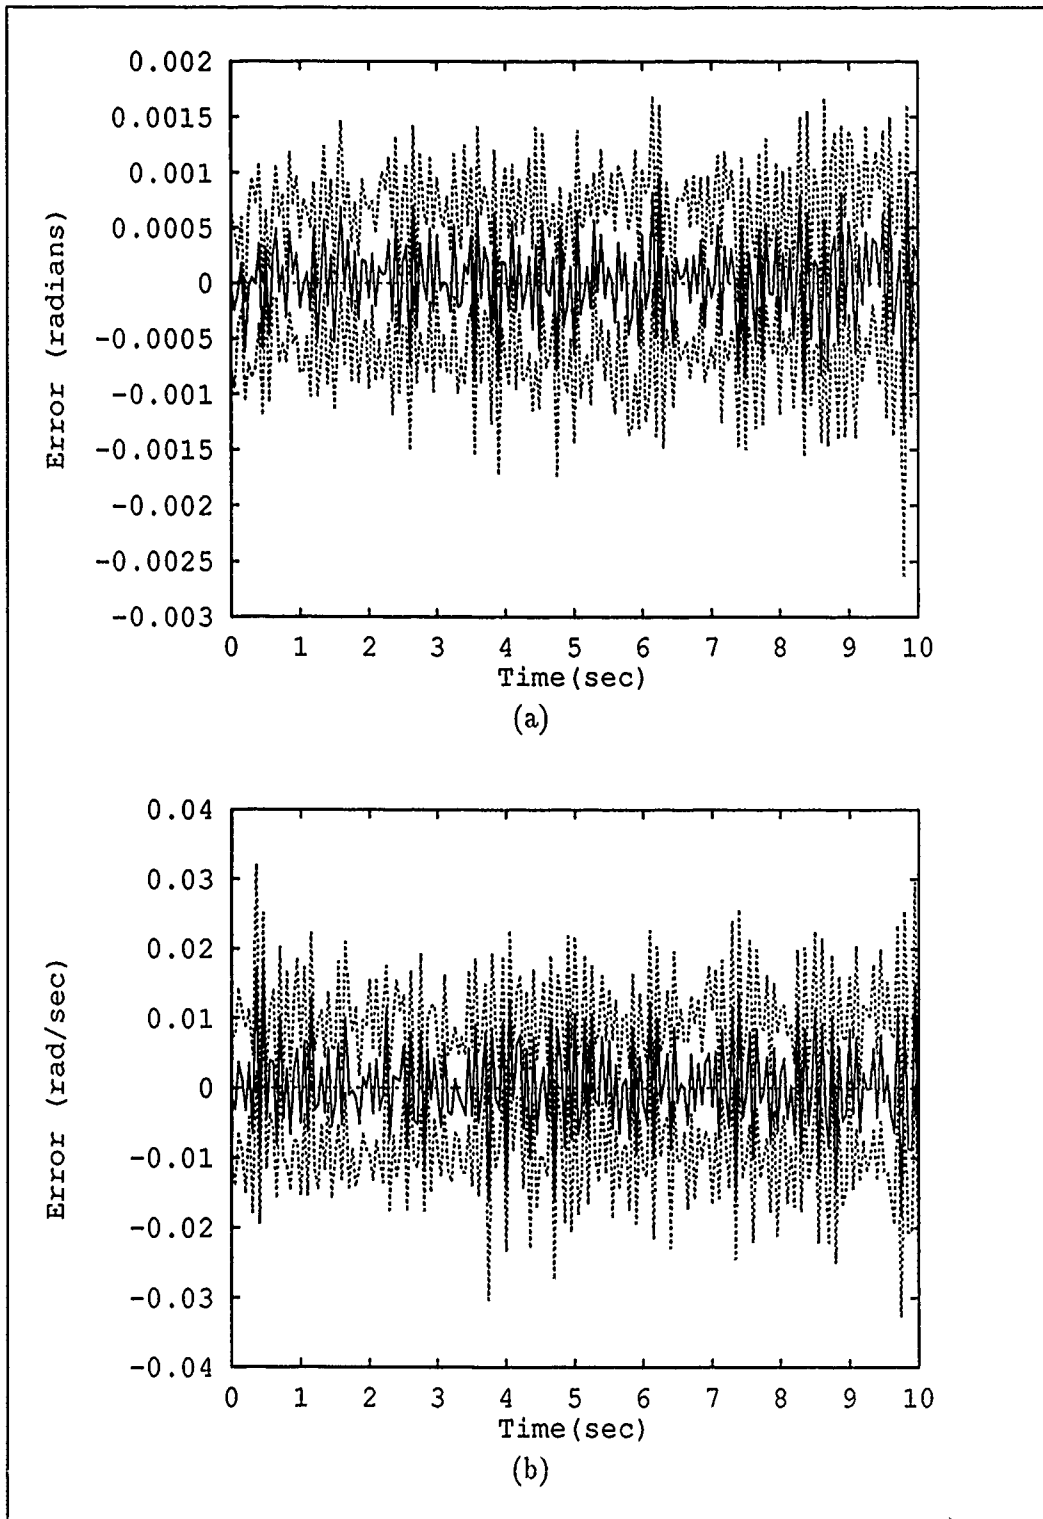 0.002
0.0015
0.001
0.0005
0
-0.0005
-0.001
-0.0015
-0.002
-0.0025
-0.003
Error (radians)
0 1 2 3 4 5 6 7 8 9 10
Time(sec)
(a)
0.04
0.03
0.02
0.01
0
-0.01
-0.02
-0.03
-0.04
Error (rad/sec)
0 1 2 3 4 5 6 7 8 9 10
Time(sec)
(b)